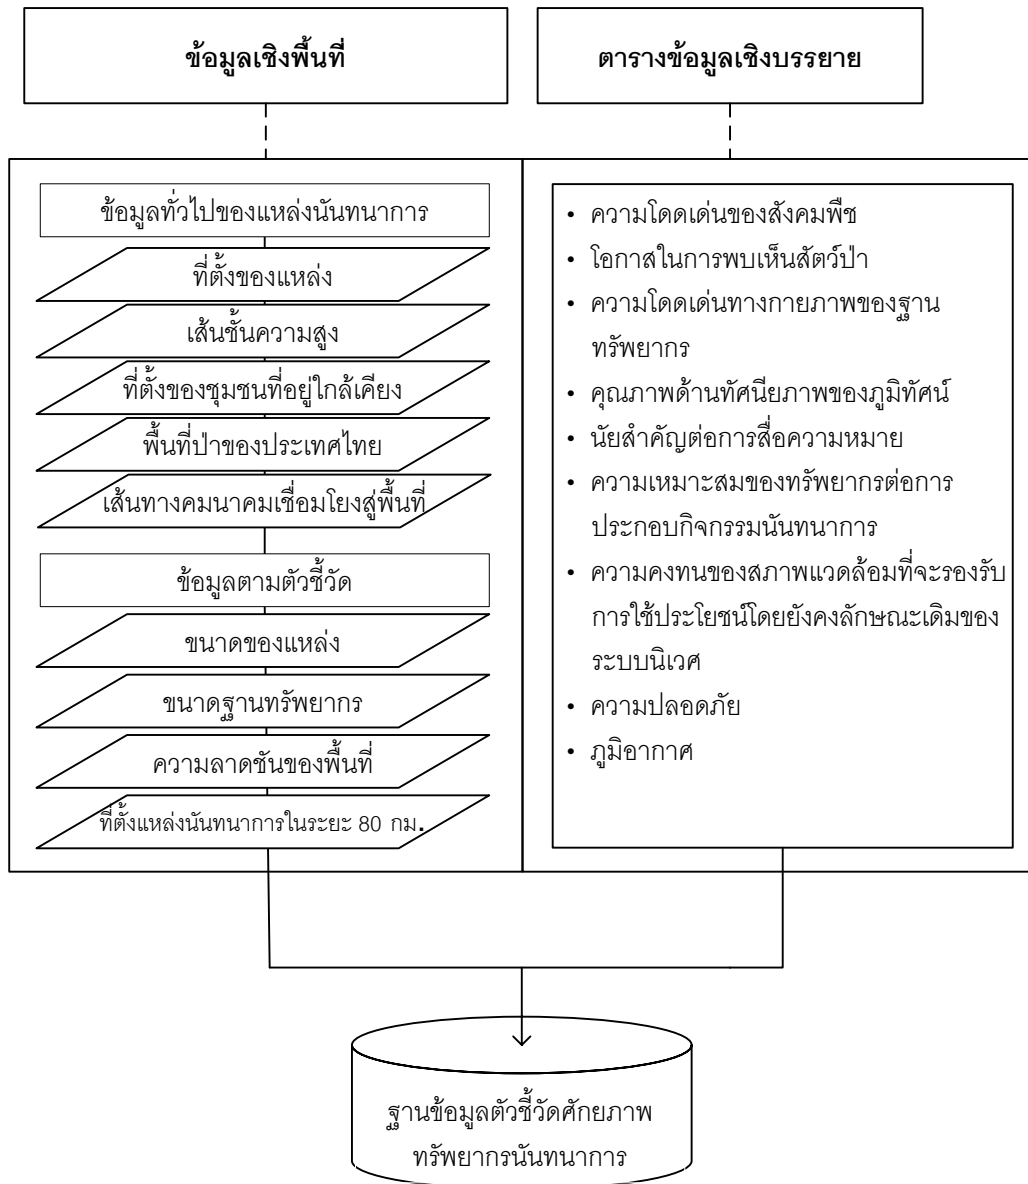 ข้อมูลเชิงพื้นที่
ตารางข้อมูลเชิงบรรยาย
ข้อมูลทั่วไปของแหล่งนันทนาการ
ที่ตั้งของแหล่ง
เส้นชั้นความสูง
ที่ตั้งของชุมชนที่อยู่ใกล้เคียง
พื้นที่ป่าของประเทศไทย
เส้นทางคมนาคมเชื่อมโยงสู่พื้นที่
ข้อมูลตามตัวชี้วัด
ขนาดของแหล่ง
ขนาดฐานทรัพยากร
ความลาดชันของพื้นที่
ที่ตั้งแหล่งนันทนาการในระยะ 80 กม.
• ความโดดเด่นของสังคมพืช
• โอกาสในการพบเห็นสัตว์ป่า
• ความโดดเด่นทางกายภาพของฐาน
ทรัพยากร
• คุณภาพด้านทัศนียภาพของภูมิทัศน์
• นัยสำคัญต่อการสื่อความหมาย
• ความเหมาะสมของทรัพยากรต่อการ
ประกอบกิจกรรมนันทนาการ
• ความคงทนของสภาพแวดล้อมที่จะรองรับ
การใช้ประโยชน์โดยยังคงลักษณะเดิมของ
ระบบนิเวศ
• ความปลอดภัย
• ภูมิอากาศ
ฐานข้อมูลตัวชี้วัดศักยภาพ
ทรัพยากรนันทนาการ